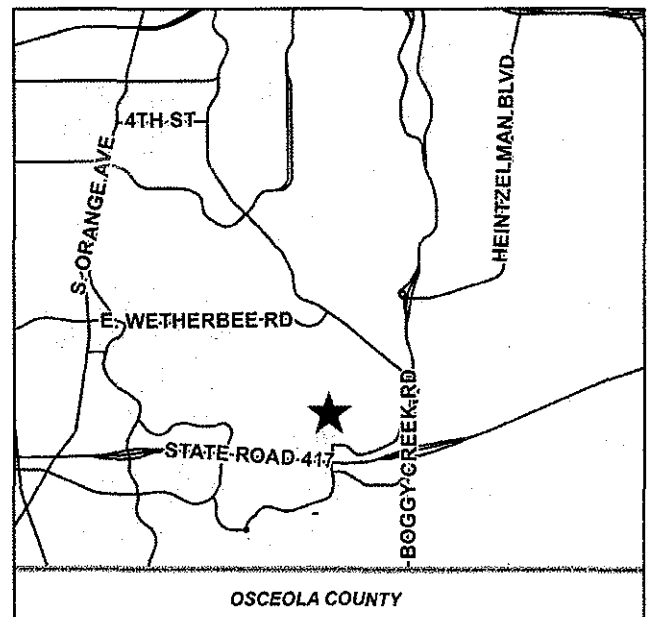 4TH ST
S. ORANGE AVE
HEINTZELMAN BLVD
E. WETHERBEE RD
BOGGY CREEK RD
STATE ROAD 417
OSCEOLA COUNTY